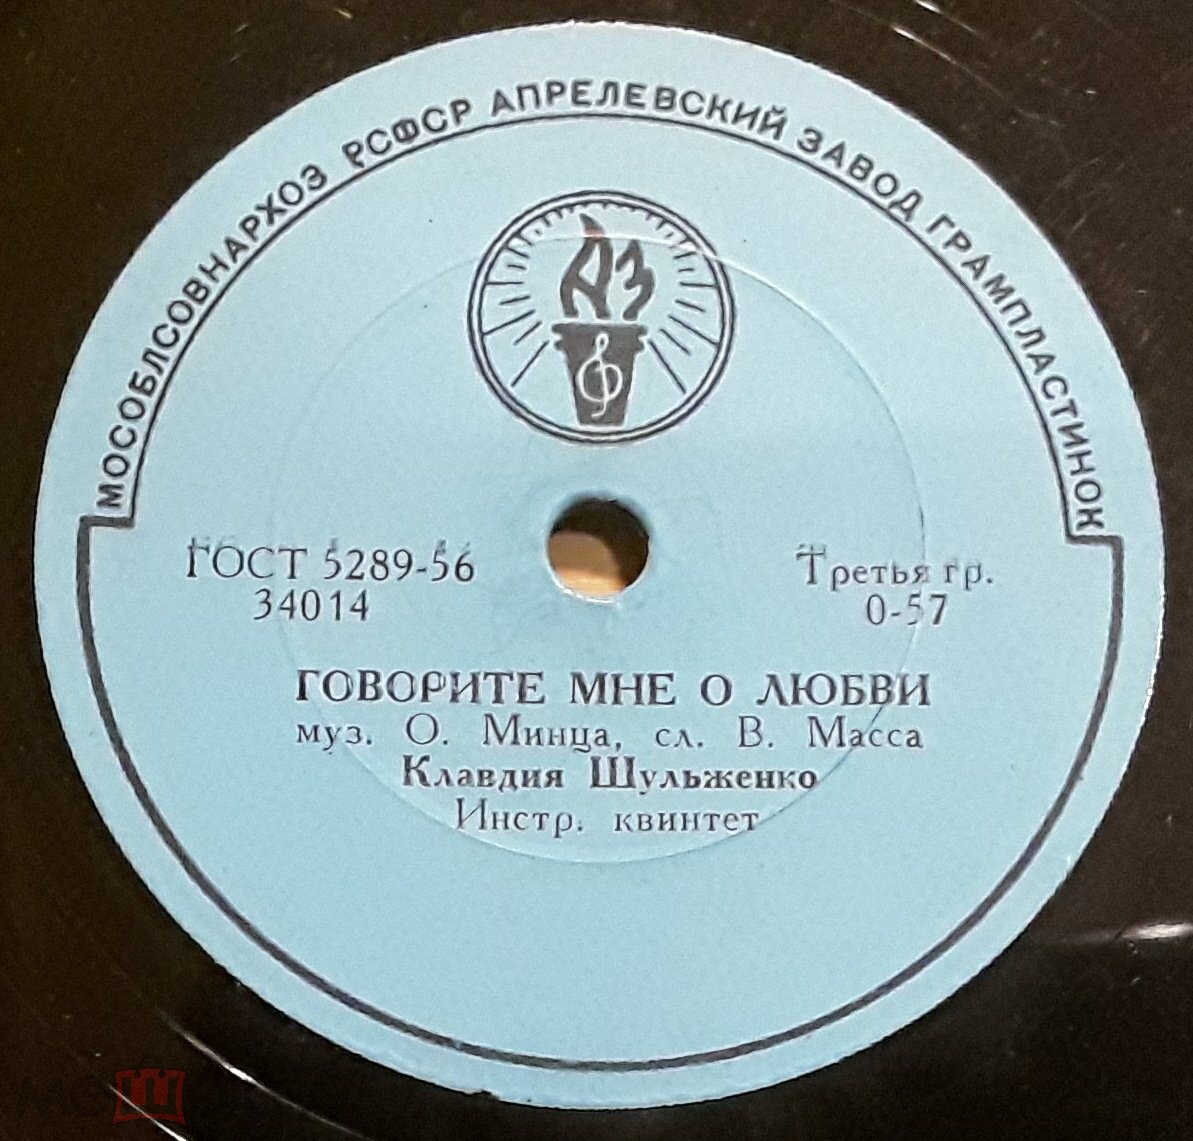 МОСОБЛСОВНАРХОЗ РСФСР АПРЕЛЕВСКИЙ ЗАВОД ГРАМПЛАСТИНОК
АЗ
ГОСТ 5289-56
34014
Третья гр.
0-57
ГОВОРИТЕ МНЕ О ЛЮБВИ
муз. О. Минца, сл. В. Масса
Клавдия Шульженко
Инстр. квинтет